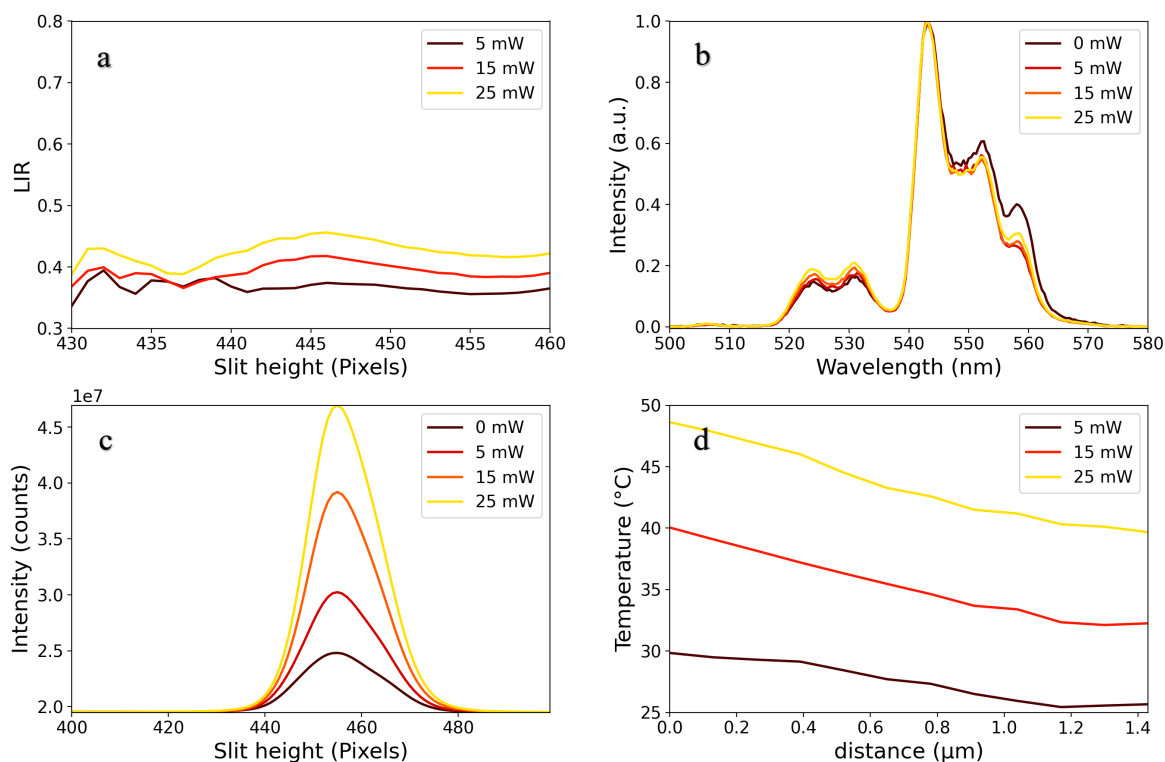 a
LIR
0.8
0.7
0.6
0.5
0.4
0.3
430 435 440 445 450 455 460
Slit height (Pixels)
5 mW
15 mW
25 mW
b
Intensity (a.u.)
1.0
0.8
0.6
0.4
0.2
0.0
500 510 520 530 540 550 560 570 580
Wavelength (nm)
0 mW
5 mW
15 mW
25 mW
c
1e7
Intensity (counts)
4.5
4.0
3.5
3.0
2.5
2.0
400 420 440 460 480
Slit height (Pixels)
0 mW
5 mW
15 mW
25 mW
d
Temperature (°C)
50
45
40
35
30
25
0.0 0.2 0.4 0.6 0.8 1.0 1.2 1.4
distance (µm)
5 mW
15 mW
25 mW